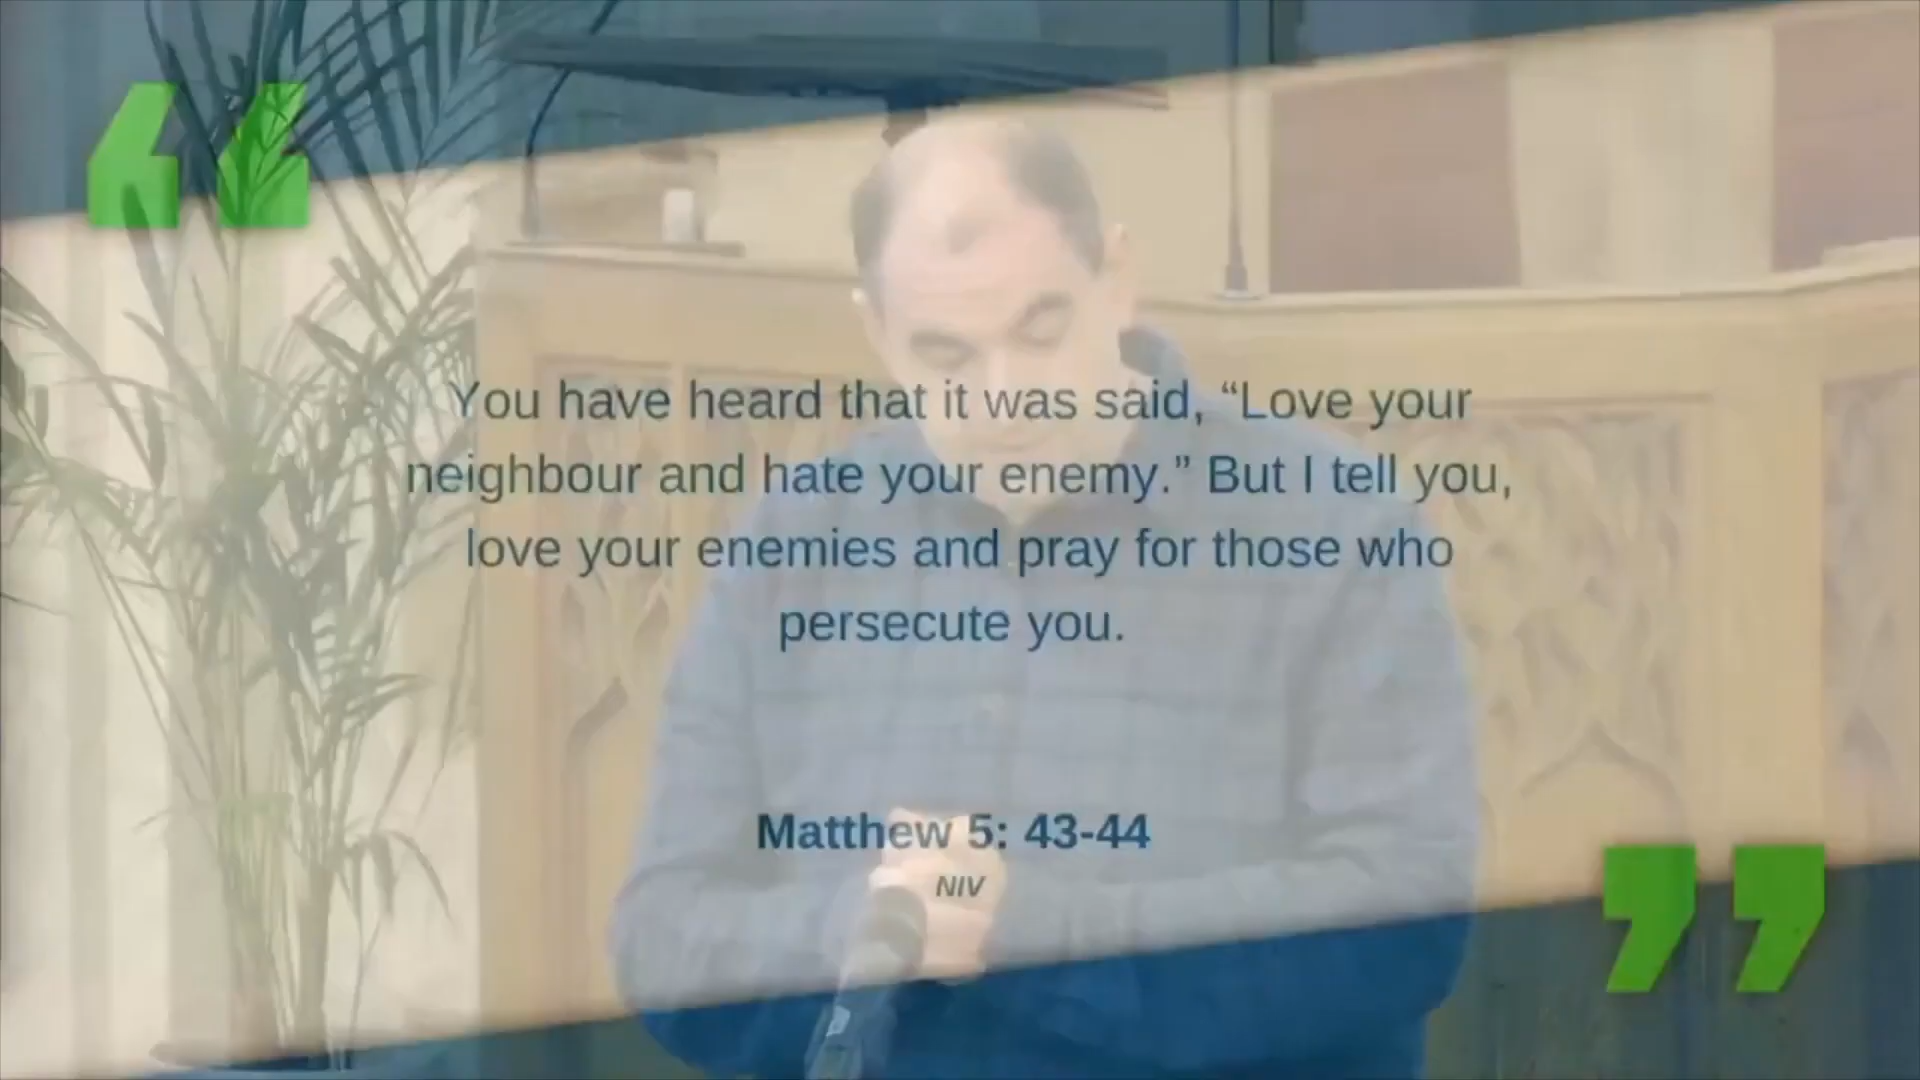 You have heard that it was said, “Love your
neighbour and hate your enemy.” But I tell you,
love your enemies and pray for those who
persecute you.
Matthew 5: 43-44
NIV